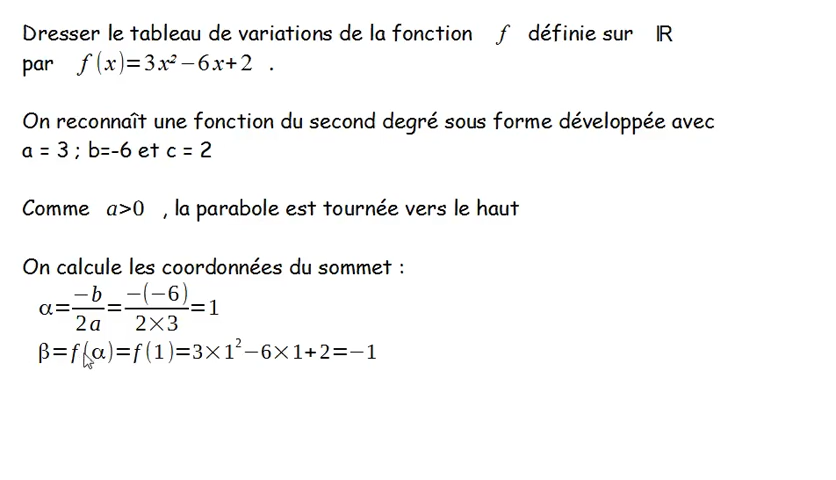 Dresser le tableau de variations de la fonction f définie sur ℝ
par f(x)=3x²−6x+2 .
On reconnaît une fonction du second degré sous forme développée avec
a = 3 ; b=-6 et c = 2
Comme a>0 , la parabole est tournée vers le haut
On calcule les coordonnées du sommet :
α=−b/2a=−(−6)/2×3=1
β=f(α)=f(1)=3×1²−6×1+2=−1